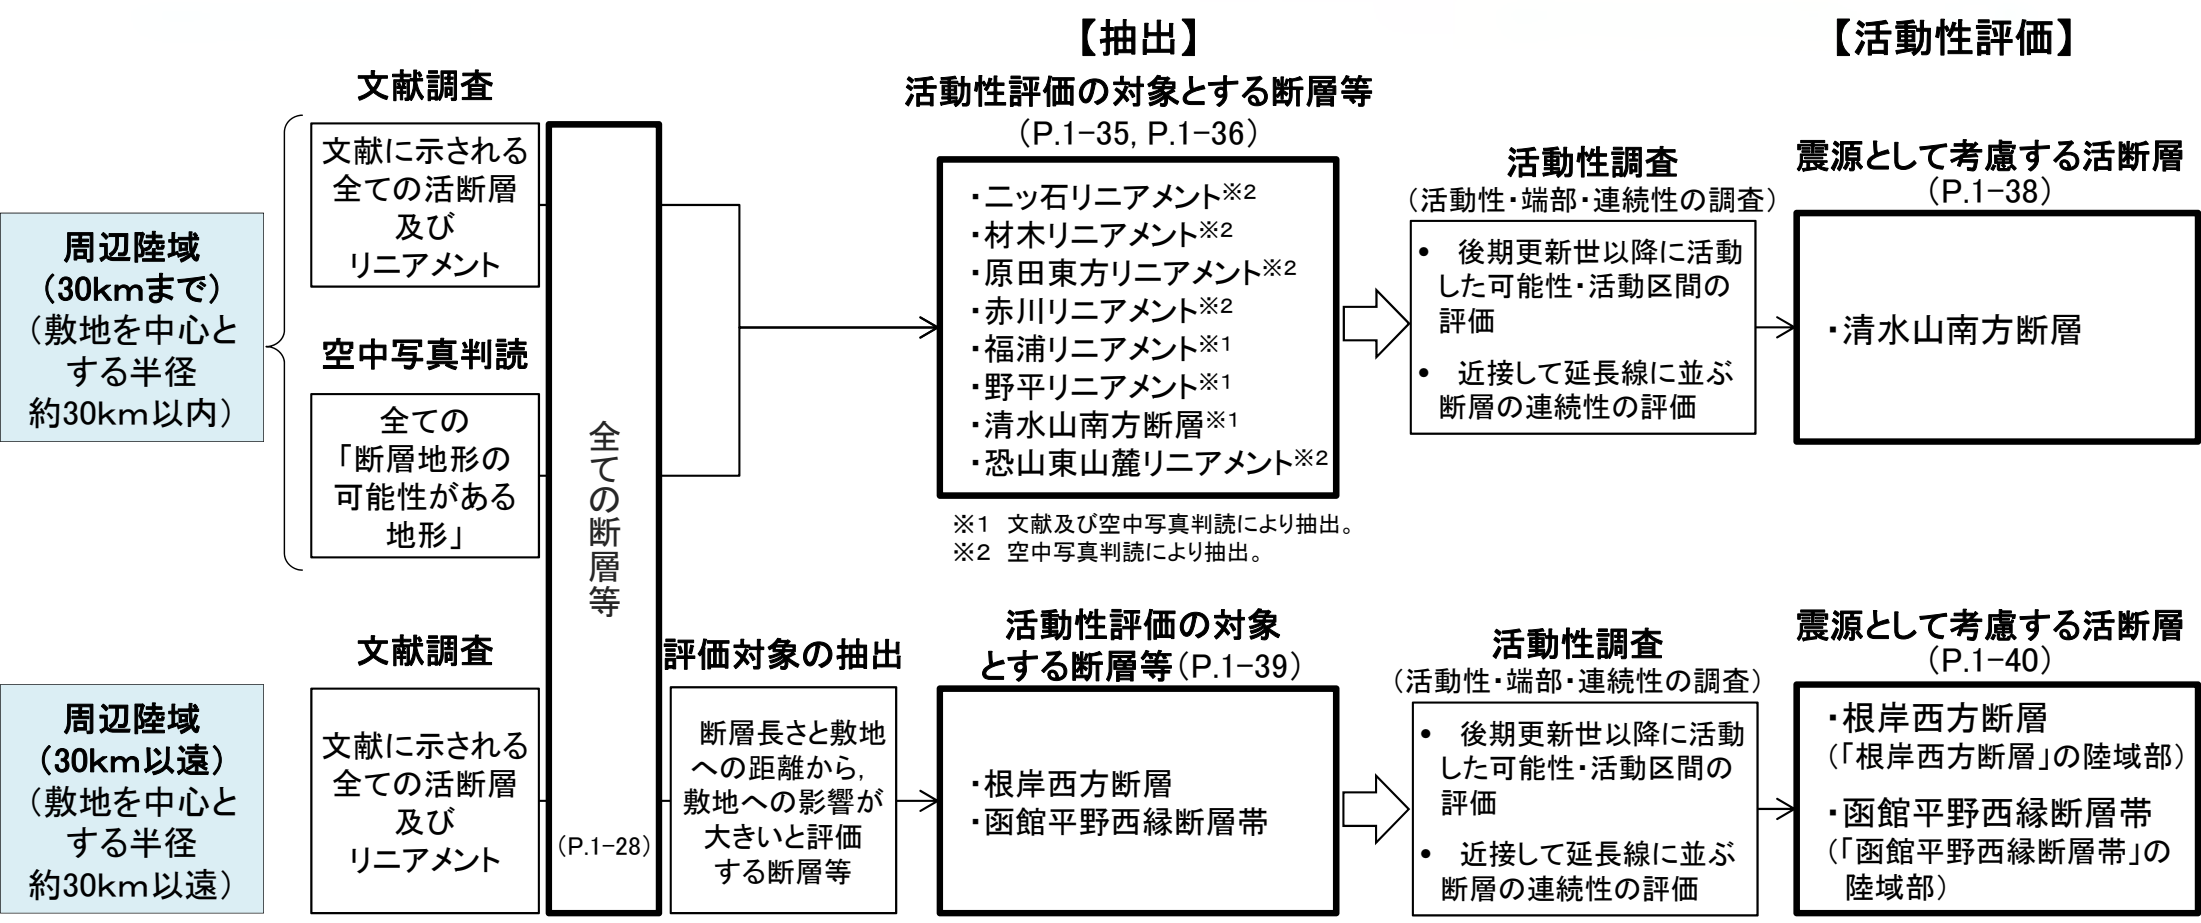 【抽出】
【活動性評価】
周辺陸域
(30kmまで)
(敷地を中心と
する半径
約30km以内)
文献調査
文献に示される
全ての活断層
及び
リニアメント
空中写真判読
全ての
「断層地形の
可能性がある
地形」
全ての断層等
(P.1-28)
活動性評価の対象とする断層等
(P.1-35, P.1-36)
・二ッ石リニアメント※2
・材木リニアメント※2
・原田東方リニアメント※2
・赤川リニアメント※2
・福浦リニアメント※1
・野平リニアメント※1
・清水山南方断層※1
・恐山東山麓リニアメント※2
※1 文献及び空中写真判読により抽出。
※2 空中写真判読により抽出。
活動性調査
(活動性・端部・連続性の調査)
• 後期更新世以降に活動
した可能性・活動区間の
評価
• 近接して延長線に並ぶ
断層の連続性の評価
震源として考慮する活断層
(P.1-38)
・清水山南方断層
周辺陸域
(30km以遠)
(敷地を中心と
する半径
約30km以遠)
文献調査
文献に示される
全ての活断層
及び
リニアメント
評価対象の抽出
断層長さと敷地
への距離から,
敷地への影響が
大きいと評価
する断層等
活動性評価の対象
とする断層等(P.1-39)
・根岸西方断層
・函館平野西縁断層帯
活動性調査
(活動性・端部・連続性の調査)
• 後期更新世以降に活動
した可能性・活動区間の
評価
• 近接して延長線に並ぶ
断層の連続性の評価
震源として考慮する活断層
(P.1-40)
・根岸西方断層
(「根岸西方断層」の陸域部)
・函館平野西縁断層帯
(「函館平野西縁断層帯」の
陸域部)